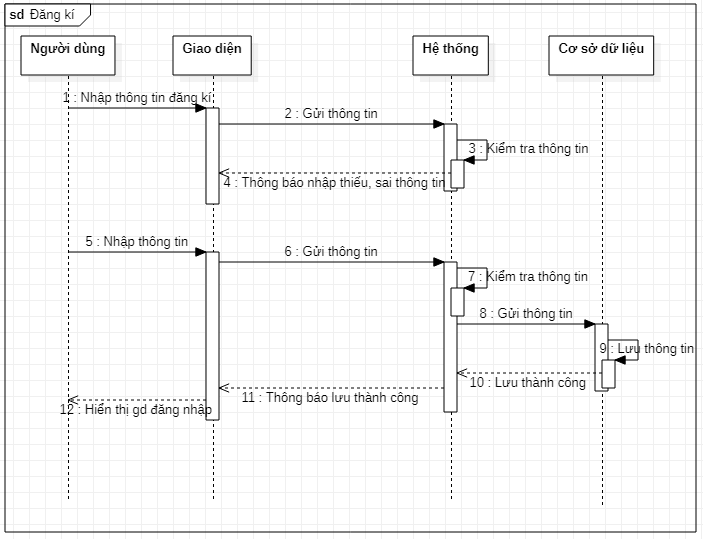 sd Đăng kí
Người dùng
Giao diện
Hệ thống
Cơ sở dữ liệu
1 : Nhập thông tin đăng kí
2 : Gửi thông tin
3 : Kiểm tra thông tin
4 : Thông báo nhập thiếu, sai thông tin
5 : Nhập thông tin
6 : Gửi thông tin
7 : Kiểm tra thông tin
8 : Gửi thông tin
9 : Lưu thông tin
10 : Lưu thành công
11 : Thông báo lưu thành công
12 : Hiển thị gd đăng nhập